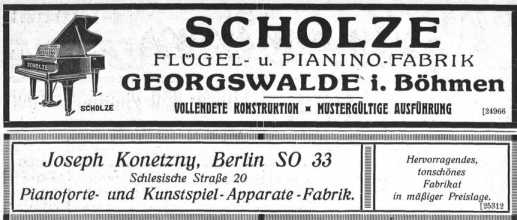 SCHOLZE
FLÜGEL- u. PIANINO-FABRIK
GEORGSWALDE i. Böhmen
VOLLENDETE KONSTRUKTION ¤ MUSTERGÜLTIGE AUSFÜHRUNG
[24966
SCHOLZE
SCHOLZE
Joseph Konetzny, Berlin SO 33
Schlesische Straße 20
Pianoforte- und Kunstspiel-Apparate-Fabrik.
Hervorragendes,
tonschönes
Fabrikat
in mäßiger Preislage.
[25312